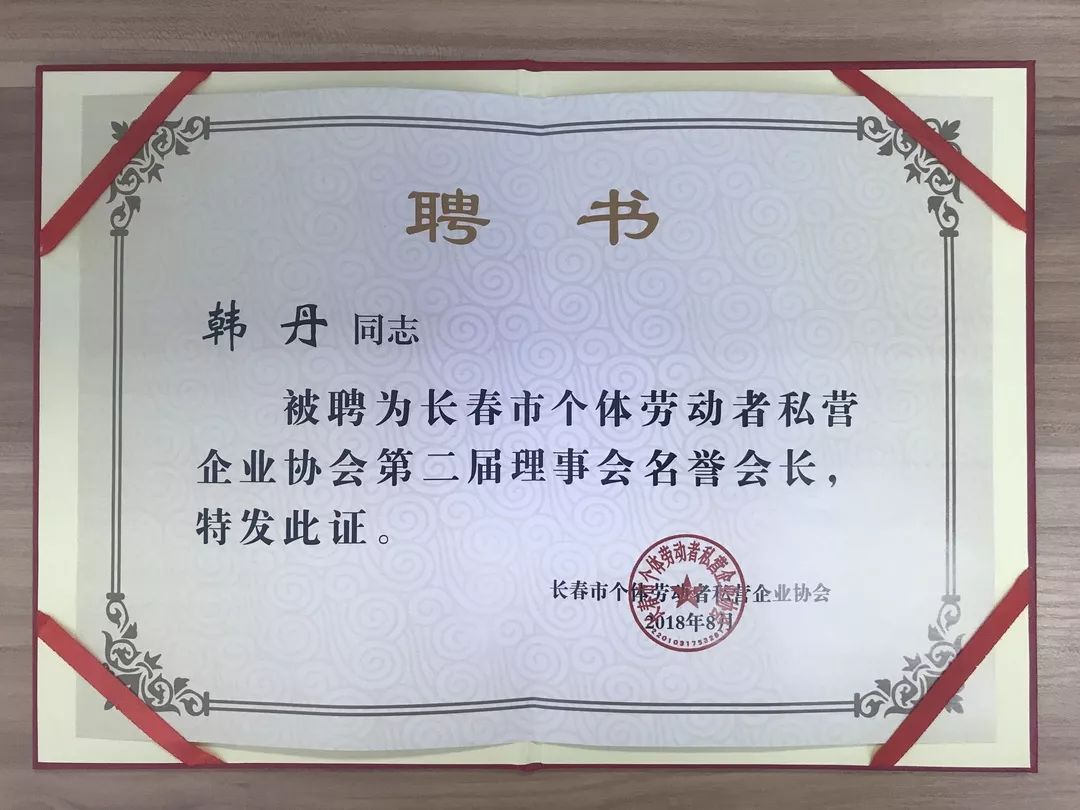 聘 书
韩 丹 同志
被聘为长春市个体劳动者私营
企业协会第二届理事会名誉会长，
特发此证。
长春市个体劳动者私营企业协会
2018年8月